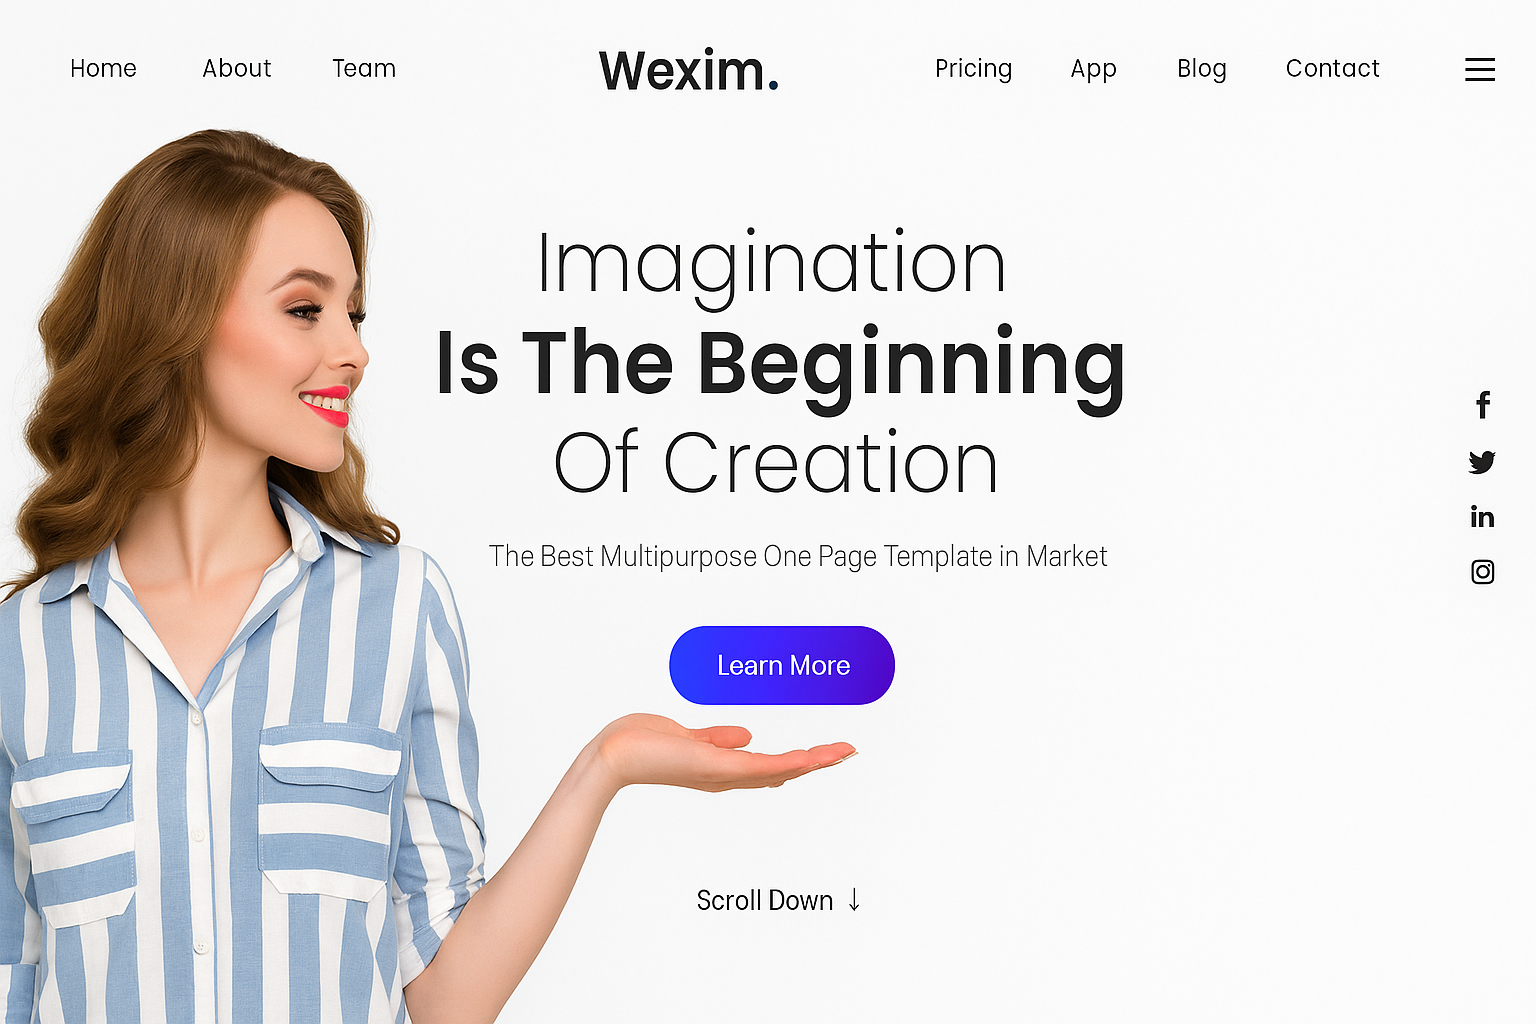 Home About Team Wexim. Pricing App Blog Contact
Imagination
Is The Beginning
Of Creation
The Best Multipurpose One Page Template in Market
Learn More
Scroll Down ↓
f
in